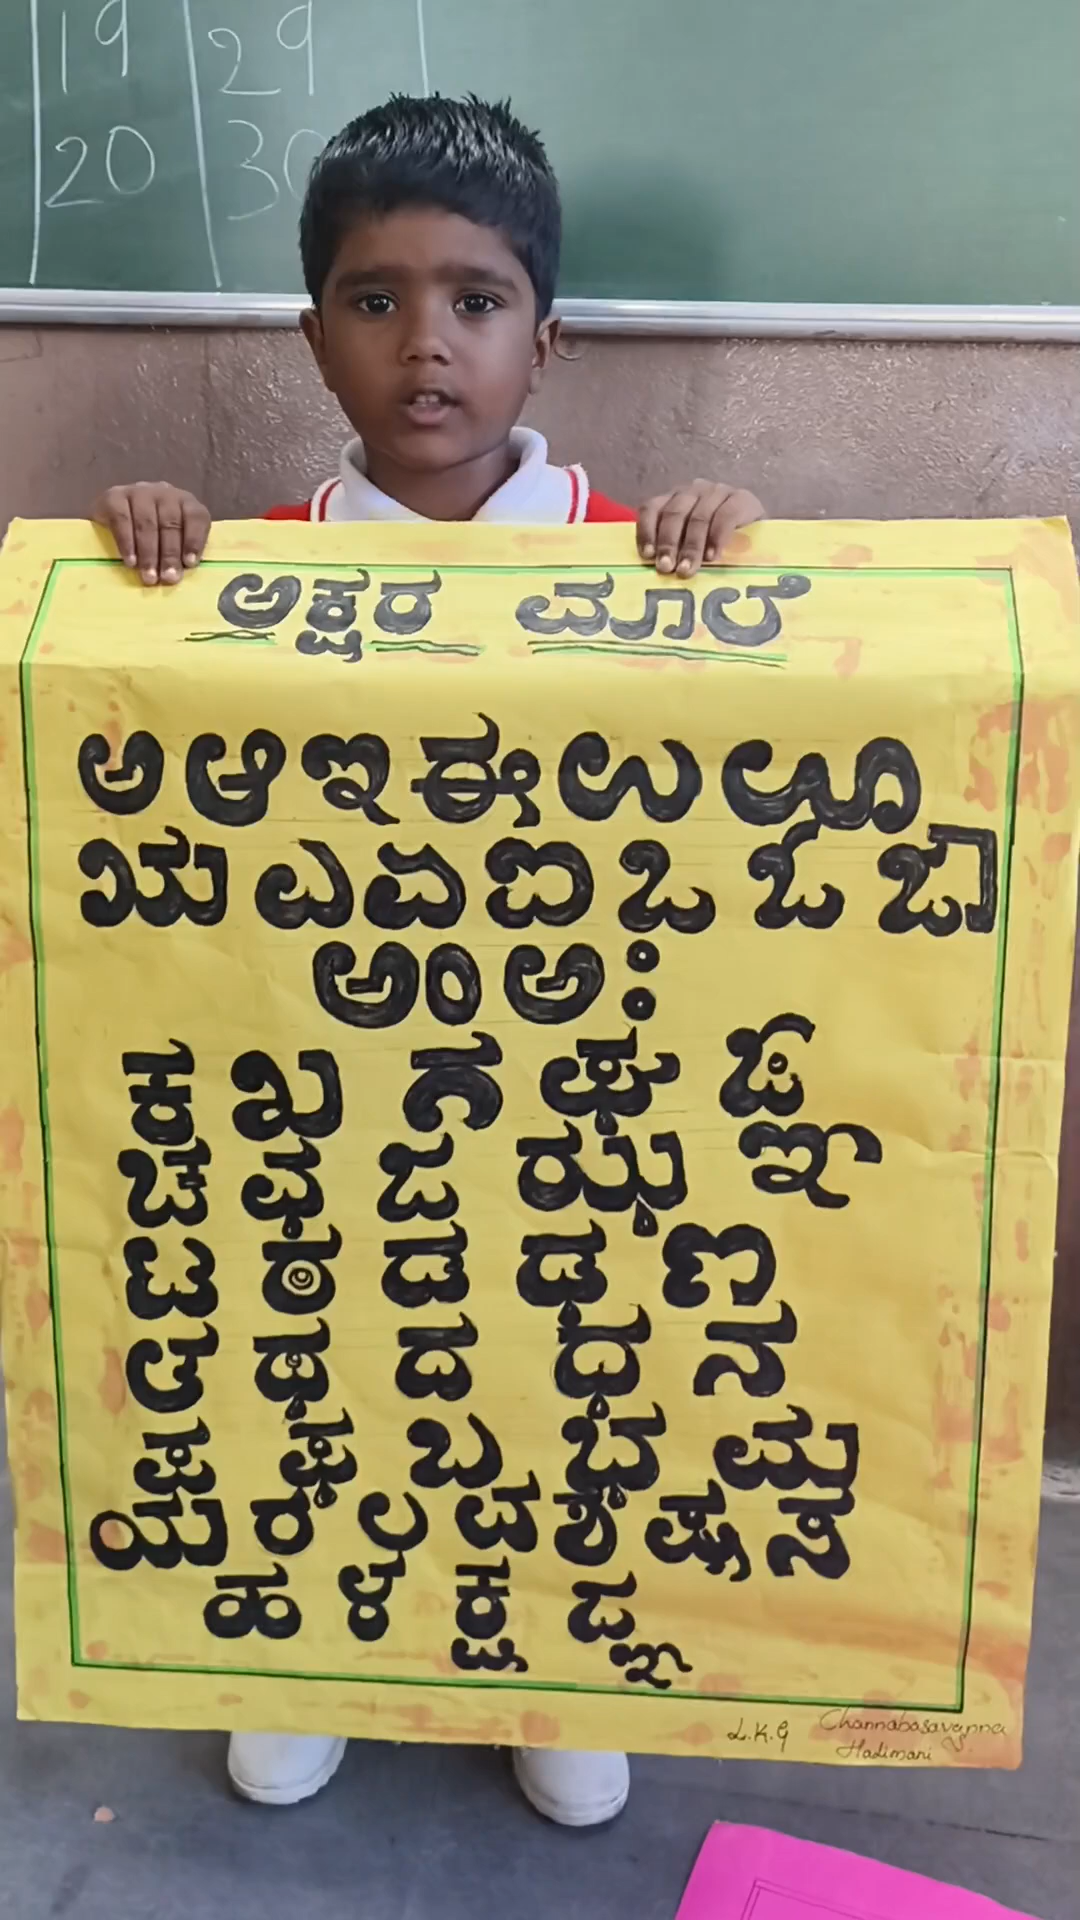 19 29
20 30
ಅಕ್ಷರ ಮಾಲೆ
ಅ ಆ ಇ ಈ ಉ ಊ
ಋ ಎ ಏ ಐ ಒ ಓ ಔ
ಅಂ ಅಃ
ಕ ಖ ಗ ಘ ಙ
ಚ ಛ ಜ ಝ ಞ
ಟ ಠ ಡ ಢ ಣ
ತ ಥ ದ ಧ ನ
ಪ ಫ ಬ ಭ ಮ
ಯ ರ ಲ ವ ಶ ಷ ಸ
ಹ ಳ ಕ್ಷ ಜ್ಞ
L.K.G Channabasavanna
Hadimani